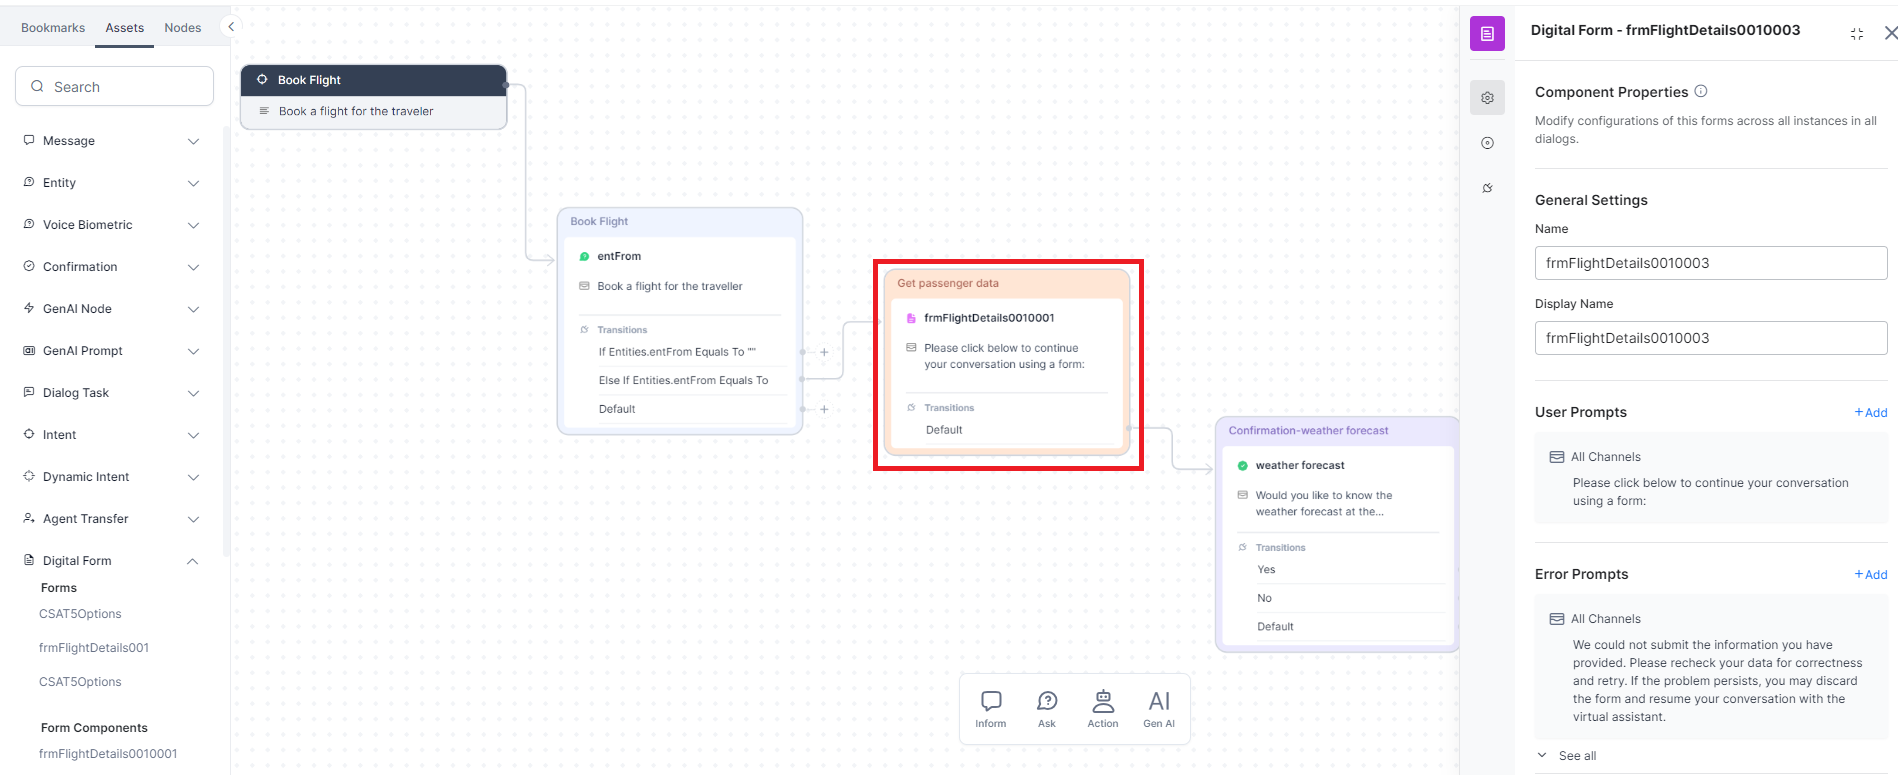 Bookmarks Assets Nodes
Search
Message
Entity
Voice Biometric
Confirmation
GenAI Node
GenAI Prompt
Dialog Task
Intent
Dynamic Intent
Agent Transfer
Digital Form
Forms
CSAT5Options
frmFlightDetails001
CSAT5Options
Form Components
frmFlightDetails0010001
Book Flight
Book a flight for the traveler
Book Flight
entFrom
Book a flight for the traveller
Transitions
If Entities.entFrom Equals To ""
Else If Entities.entFrom Equals To
Default
Get passenger data
frmFlightDetails0010001
Please click below to continue
your conversation using a form:
Transitions
Default
Confirmation-weather forecast
weather forecast
Would you like to know the
weather forecast at the...
Transitions
Yes
No
Default
Inform Ask Action Gen AI
AI
Digital Form - frmFlightDetails0010003
Component Properties
Modify configurations of this forms across all instances in all
dialogs.
General Settings
Name
frmFlightDetails0010003
Display Name
frmFlightDetails0010003
User Prompts +Add
All Channels
Please click below to continue your conversation
using a form:
Error Prompts +Add
All Channels
We could not submit the information you have
provided. Please recheck your data for correctness
and retry. If the problem persists, you may discard
the form and resume your conversation with the
virtual assistant.
See all